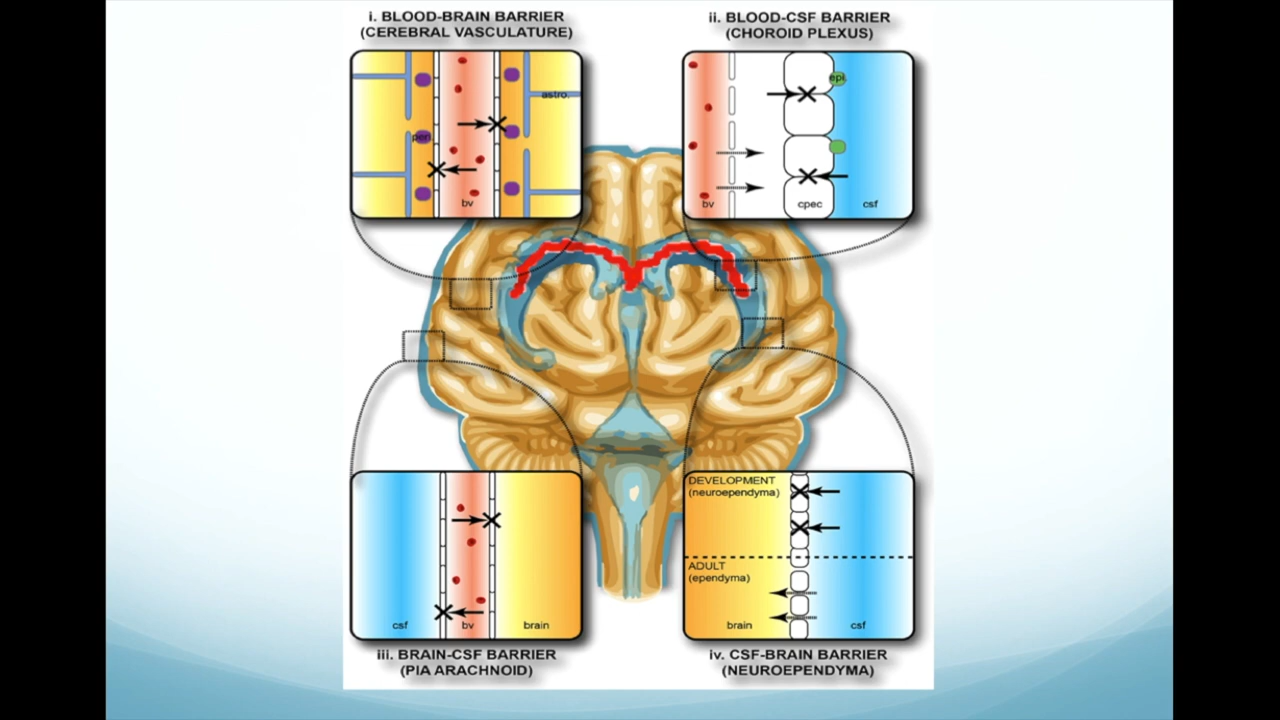 i. BLOOD-BRAIN BARRIER
(CEREBRAL VASCULATURE)
astro.
peri.
bv
ii. BLOOD-CSF BARRIER
(CHOROID PLEXUS)
epi.
bv
cpec
csf
csf
bv
brain
iii. BRAIN-CSF BARRIER
(PIA ARACHNOID)
DEVELOPMENT
(neuroependyma)
ADULT
(ependyma)
brain
csf
iv. CSF-BRAIN BARRIER
(NEUROEPENDYMA)